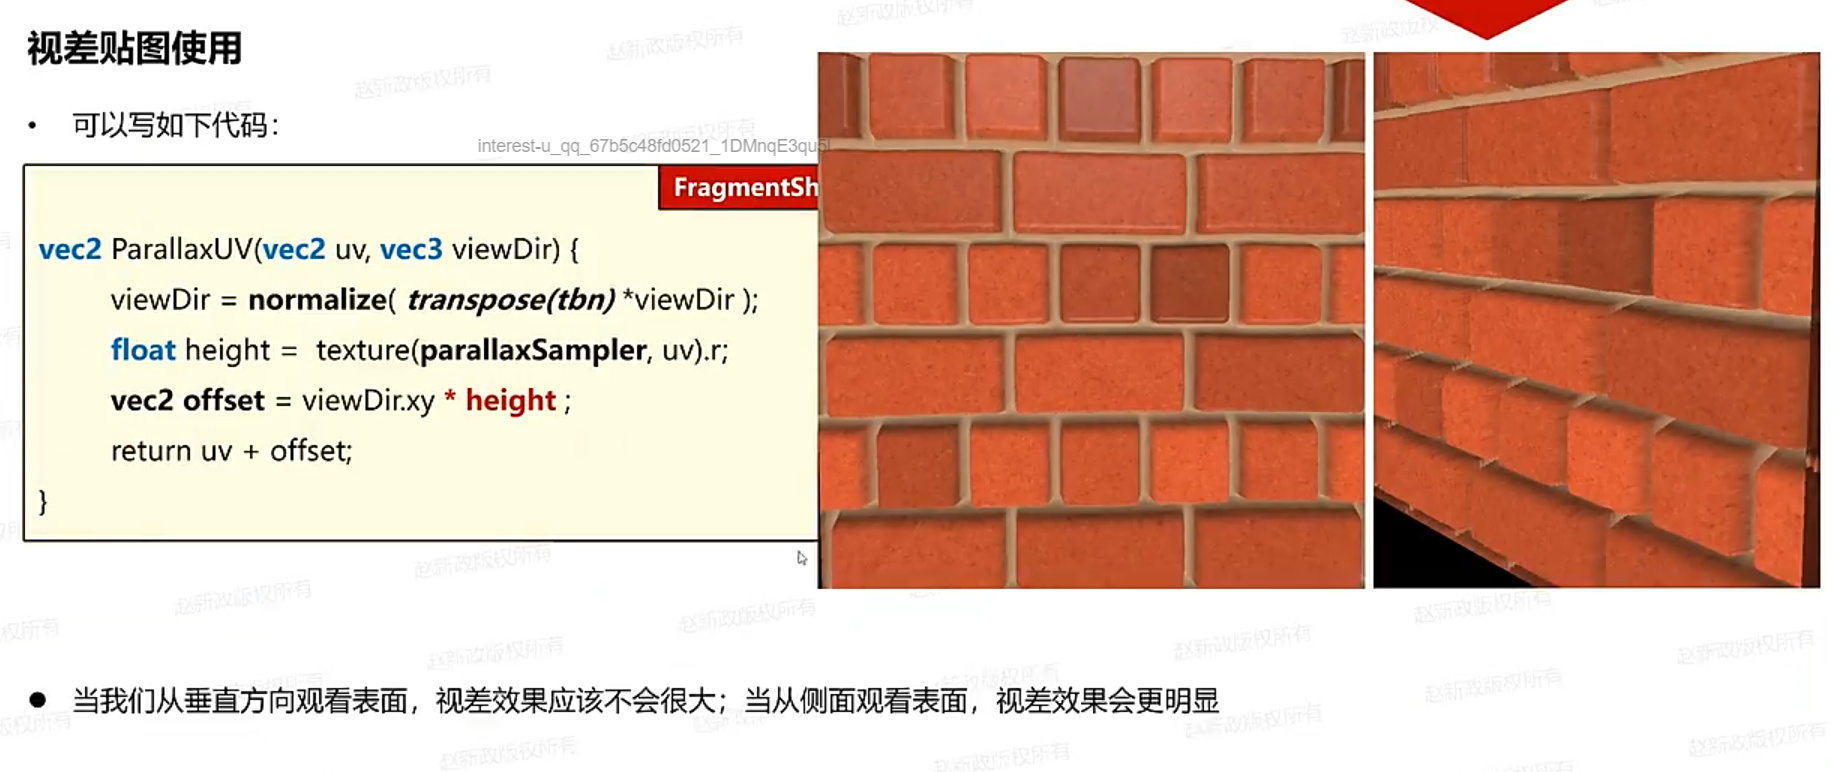 视差贴图使用
• 可以写如下代码：
interest-u_qq_67b5c48fd0521_1DMnqE3qu5l
FragmentSh
vec2 ParallaxUV(vec2 uv, vec3 viewDir) {
viewDir = normalize( transpose(tbn) *viewDir );
float height = texture(parallaxSampler, uv).r;
vec2 offset = viewDir.xy * height ;
return uv + offset;
}
● 当我们从垂直方向观看表面，视差效果应该不会很大；当从侧面观看表面，视差效果会更明显
赵新政版权所有